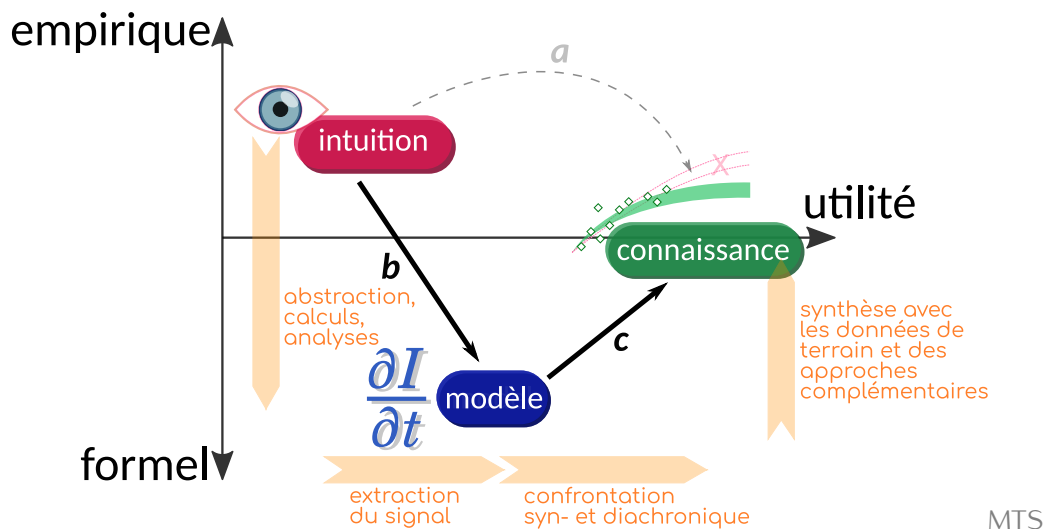 empirique
a
intuition
X
utilité
connaissance
b
abstraction,
calculs,
analyses
c
synthèse avec
les données de
terrain et des
approches
complémentaires
∂I
∂t
modèle
formel
extraction
du signal
confrontation
syn- et diachronique
MTS